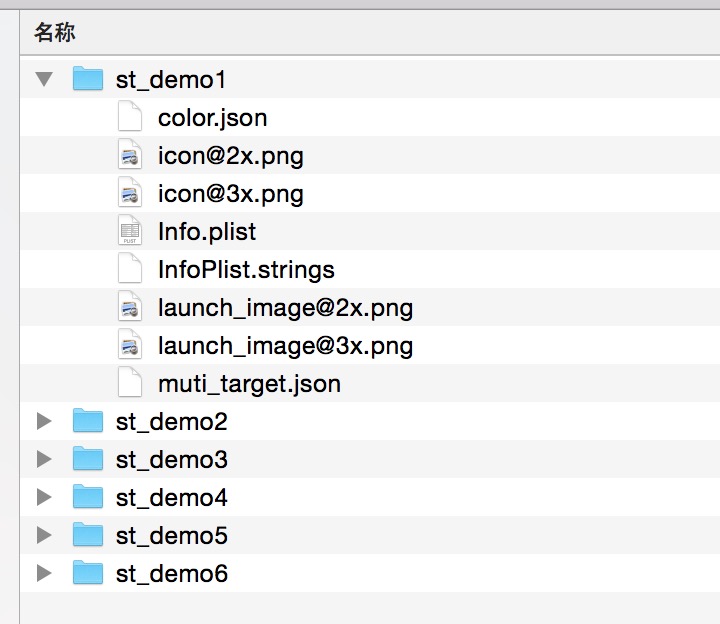 名称
st_demo1
color.json
icon@2x.png
icon@3x.png
Info.plist
InfoPlist.strings
launch_image@2x.png
launch_image@3x.png
muti_target.json
st_demo2
st_demo3
st_demo4
st_demo5
st_demo6